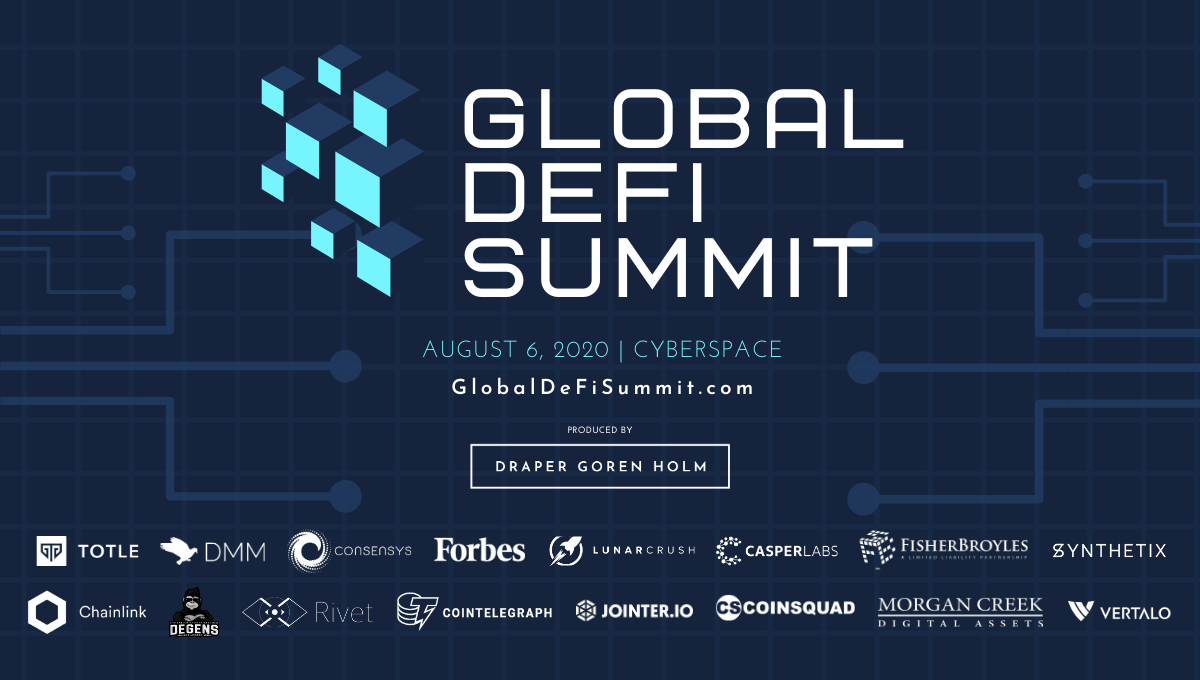 GLOBAL
DEFI
SUMMIT
AUGUST 6, 2020 | CYBERSPACE
GlobalDeFiSummit.com
PRODUCED BY
DRAPER GOREN HOLM
TOTLE
DMM
CONSENSYS
Forbes
LUNARCRUSH
CASPERLABS
FISHERBROYLES
A LIMITED LIABILITY PARTNERSHIP
SYNTHETIX
Chainlink
DEGENS
Rivet
COINTELEGRAPH
JOINTER.IO
CS COINSQUAD
MORGAN CREEK
DIGITAL ASSETS
VERTALO